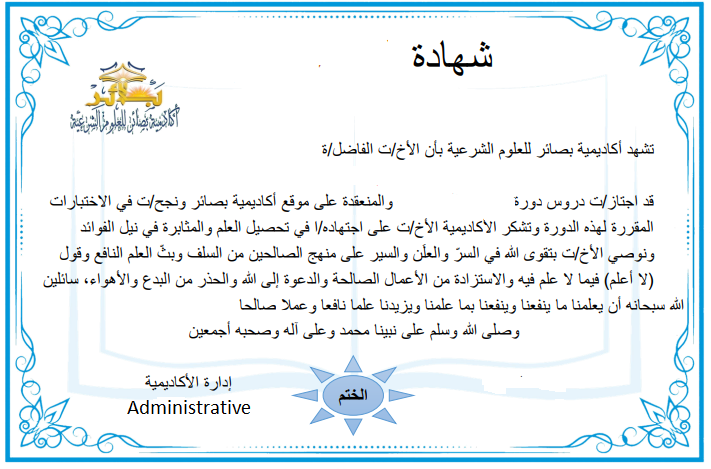 شهادة
بصائر
أكاديمية بصائر للعلوم الشرعية
تشهد أكاديمية بصائر للعلوم الشرعية بأن الأخ/ت الفاضل/ة
قد اجتاز/ت دروس دورة والمنعقدة على موقع أكاديمية بصائر ونجح/ت في الاختبارات
المقررة لهذه الدورة وتشكر الأكاديمية الأخ/ت على اجتهاده/ا في تحصيل العلم والمثابرة في نيل الفوائد
ونوصي الأخ/ت بتقوى الله في السرّ والعلَن والسير على منهج الصالحين من السلف وبثّ العلم النافع وقول
(لا أعلم) فيما لا علم فيه والاستزادة من الأعمال الصالحة والدعوة إلى الله والحذر من البدع والأهواء، سائلين
الله سبحانه أن يعلمنا ما ينفعنا وينفعنا بما علمنا ويزيدنا علما نافعا وعملا صالحا
وصلى الله وسلم على نبينا محمد وعلى آله وصحبه أجمعين
إدارة الأكاديمية
Administrative
الختم